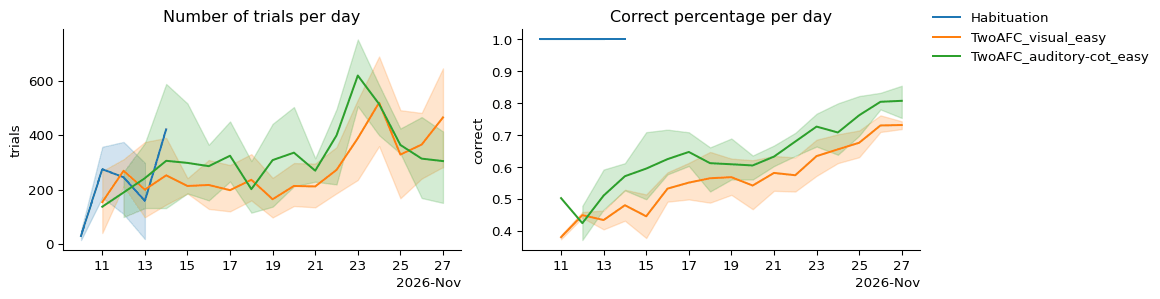 Number of trials per day
trials
600
400
200
0
11 13 15 17 19 21 23 25 27
2026-Nov
Correct percentage per day
correct
1.0
0.9
0.8
0.7
0.6
0.5
0.4
11 13 15 17 19 21 23 25 27
2026-Nov
Habituation
TwoAFC_visual_easy
TwoAFC_auditory-cot_easy